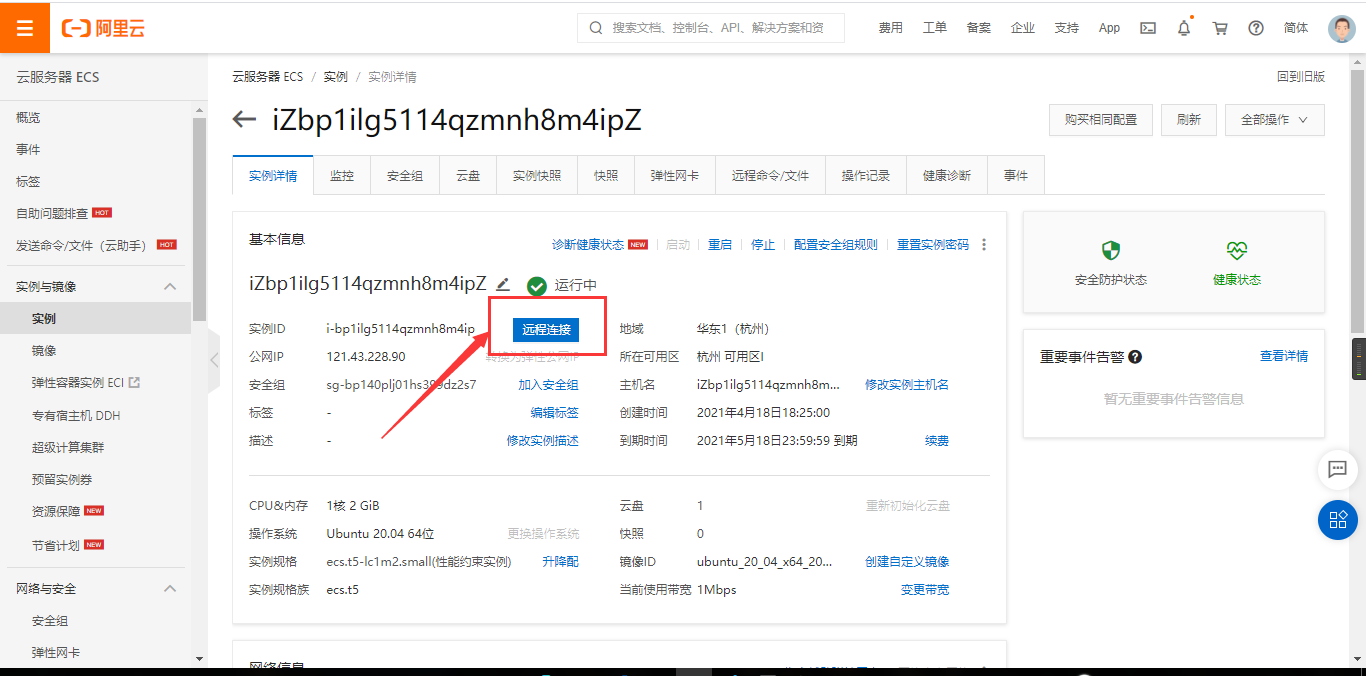 阿里云
搜索文档、控制台、API、解决方案和资
费用
工单
备案
企业
支持
App
简体
云服务器 ECS
概览
事件
标签
自助问题排查 HOT
发送命令/文件（云助手） HOT
实例与镜像
实例
镜像
弹性容器实例 ECI
专有宿主机 DDH
超级计算集群
预留实例券
资源保障 NEW
节省计划 NEW
网络与安全
安全组
弹性网卡
云服务器 ECS / 实例 / 实例详情
回到旧版
iZbp1ilg5114qzmnh8m4ipZ
购买相同配置
刷新
全部操作
实例详情
监控
安全组
云盘
实例快照
快照
弹性网卡
远程命令/文件
操作记录
健康诊断
事件
基本信息
诊断健康状态 NEW
启动
重启
停止
配置安全组规则
重置实例密码
iZbp1ilg5114qzmnh8m4ipZ
运行中
实例ID i-bp1ilg5114qzmnh8m4ip 远程连接
地域 华东1（杭州）
公网IP 121.43.228.90 转换为弹性公网IP
所在可用区 杭州 可用区I
安全组 加入安全组
主机名 iZbp1ilg5114qzmnh8m... 修改实例主机名
标签 - 编辑标签
创建时间 2021年4月18日18:25:00
描述 - 修改实例描述
到期时间 2021年5月18日23:59:59 到期 续费
CPU&内存 1核 2 GiB
云盘 1 重新初始化云盘
操作系统 Ubuntu 20.04 64位 更换操作系统
快照 0
实例规格 ecs.t5-lc1m2.small(性能约束实例) 升降配
镜像ID ubuntu_20_04_x64_20... 创建自定义镜像
实例规格族 ecs.t5
当前使用带宽 1Mbps 变更带宽
网络信息
安全防护状态
健康状态
重要事件告警
查看详情
暂无重要事件告警信息